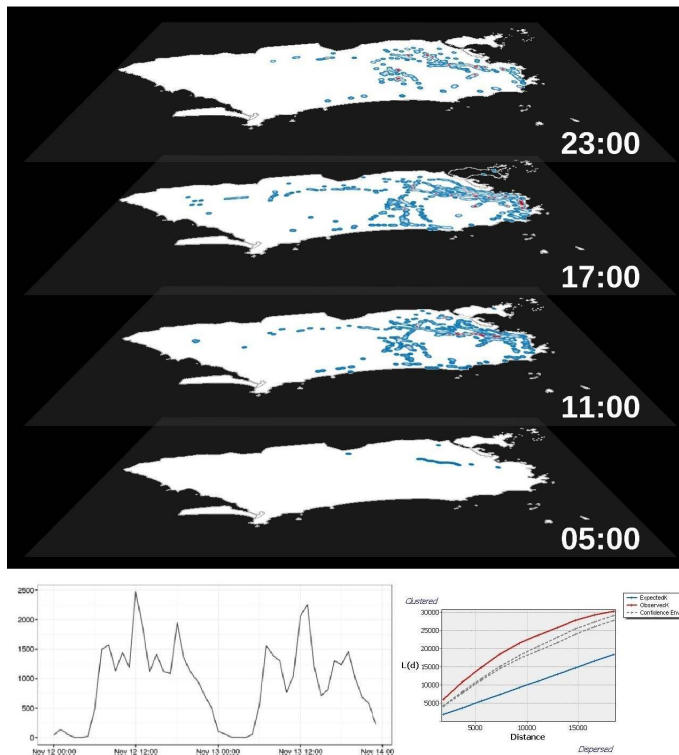 23:00
17:00
11:00
05:00
2500
2000
1500
1000
500
0
Nov 12 00:00 Nov 12 12:00 Nov 13 00:00 Nov 13 12:00 Nov 14 00
Clustered
30000
25000
20000
15000
10000
5000
L(d)
5000 10000 15000
Distance
Dispersed
ExpectedK
ObservedK
Confidence Env